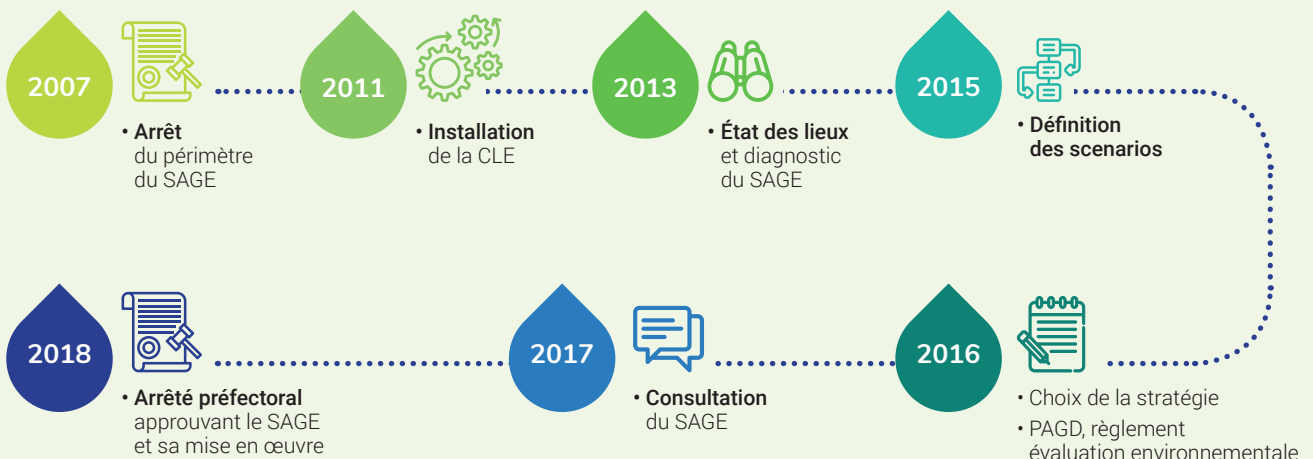 2007
• Arrêt
du périmètre
du SAGE
2011
• Installation
de la CLE
2013
• État des lieux
et diagnostic
du SAGE
2015
• Définition
des scenarios
2016
• Choix de la stratégie
• PAGD, règlement
évaluation environnementale
2017
• Consultation
du SAGE
2018
• Arrêté préfectoral
approuvant le SAGE
et sa mise en œuvre